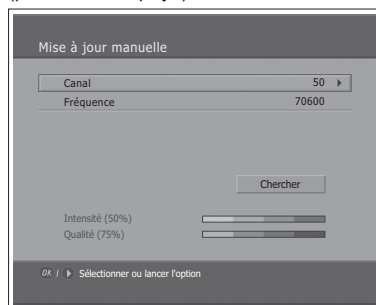 Mise à jour manuelle
Canal 50
Fréquence 70600
Chercher
Intensité (50%)
Qualité (75%)
OK / Sélectionner ou lancer l'option